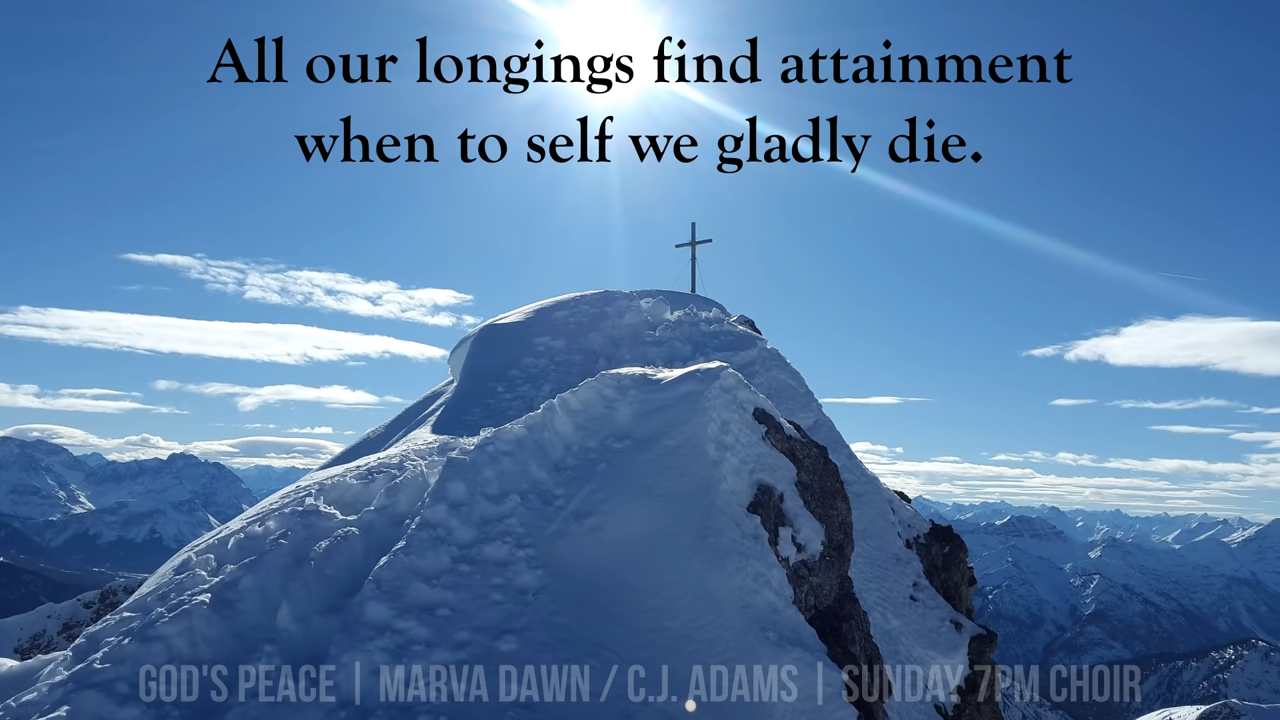 All our longings find attainment
when to self we gladly die.
GOD'S PEACE | MARVA DAWN / C.J. ADAMS | SUNDAY 7PM CHOIR